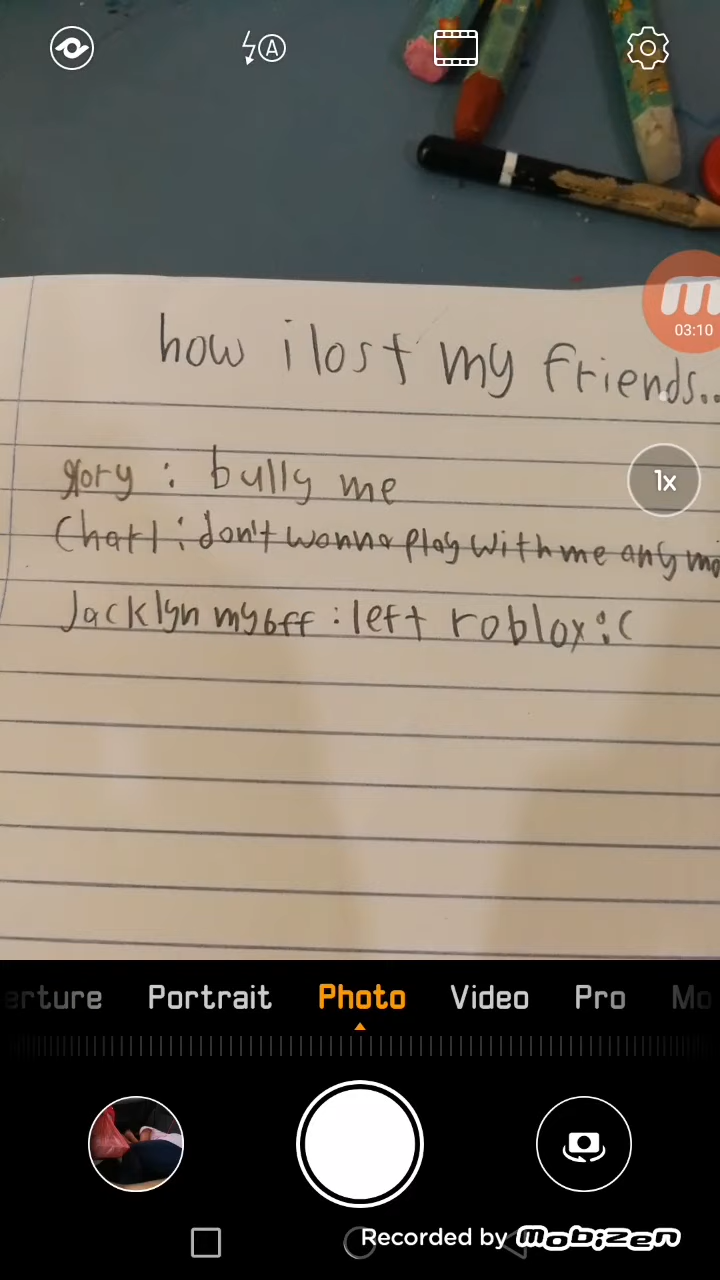 A
03:10
how i lost my friends..
1x
glory : bully me
Charl : don't wanna play with me any mo
Jacklyn my bff : left roblox :(
erture Portrait Photo Video Pro Mo
Recorded by mobizen